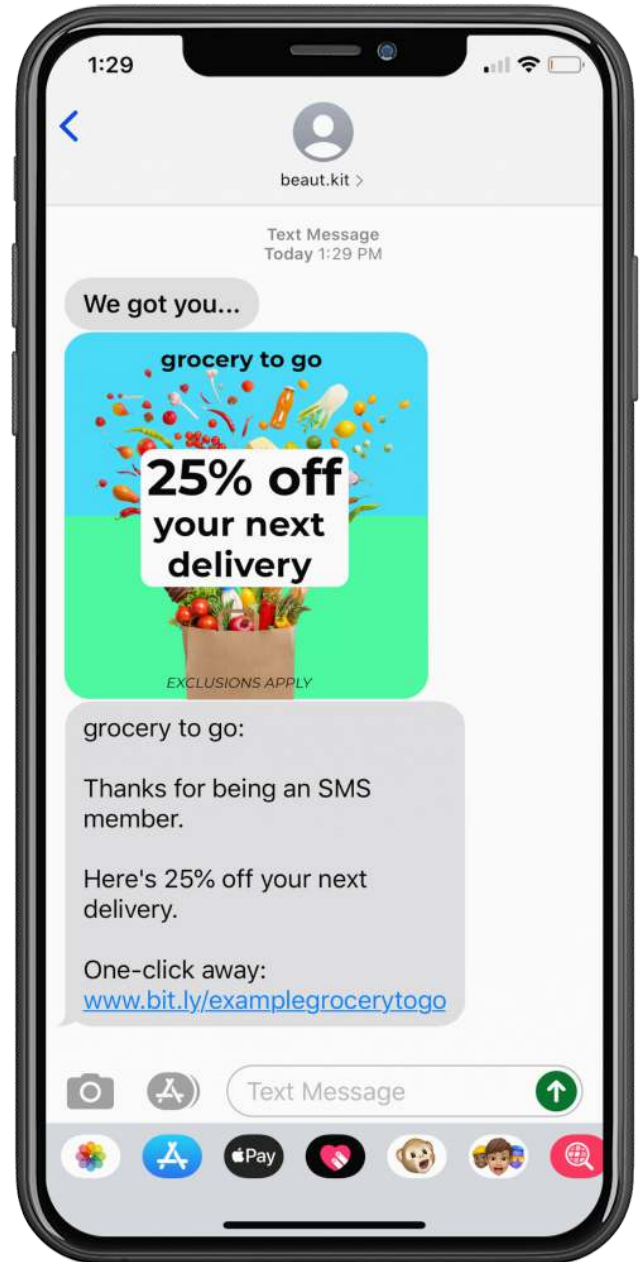 1:29
beaut.kit >
Text Message
Today 1:29 PM
We got you...
grocery to go
25% off
your next
delivery
EXCLUSIONS APPLY
grocery to go:
Thanks for being an SMS
member.
Here's 25% off your next
delivery.
One-click away:
www.bit.ly/examplegrocerytogo
Text Message
Pay